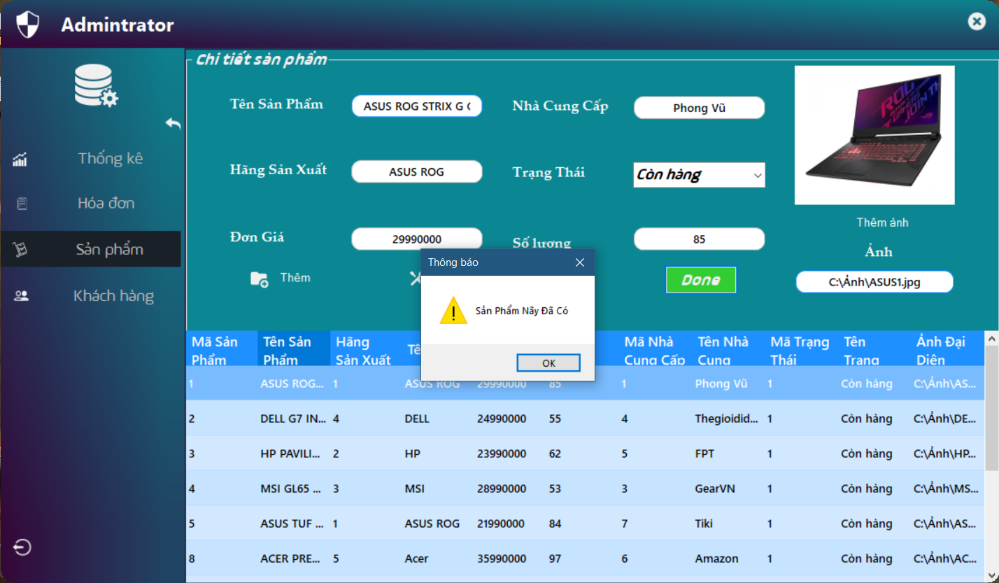 Admintrator
Chi tiết sản phẩm
Tên Sản Phẩm
ASUS ROG STRIX G
Nhà Cung Cấp
Phong Vũ
Hãng Sản Xuất
ASUS ROG
Trạng Thái
Còn hàng
Đơn Giá
29990000
Số lượng
85
Thêm ảnh
Ảnh
C:\Ảnh\ASUS1.jpg
Thêm
Done
Thống kê
Hóa đơn
Sản phẩm
Khách hàng
Thông báo
Sản Phẩm Nãy Đã Có
OK
Mã Sản Phẩm
Tên Sản Phẩm
Hãng Sản Xuất
Tê
Mã Nhà Cung Cấp
Tên Nhà Cung
Mã Trạng Thái
Tên Trang
Ảnh Đại Diện
1 ASUS ROG... 1 ASUS ROG 29990000 85 1 Phong Vũ 1 Còn hàng C:\Ảnh\AS...
2 DELL G7 IN... 4 DELL 24990000 55 4 Thegioidid... 1 Còn hàng C:\Ảnh\DE...
3 HP PAVILI... 2 HP 23990000 62 5 FPT 1 Còn hàng C:\Ảnh\HP...
4 MSI GL65 ... 3 MSI 28990000 53 3 GearVN 1 Còn hàng C:\Ảnh\MS...
5 ASUS TUF ... 1 ASUS ROG 21990000 84 7 Tiki 1 Còn hàng C:\Ảnh\AS...
8 ACER PRE... 5 Acer 35990000 97 6 Amazon 1 Còn hàng C:\Ảnh\AC...